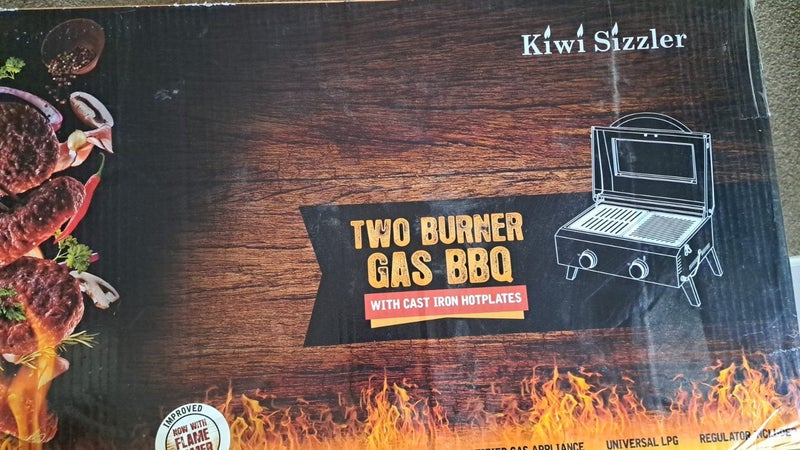 Kiwi Sizzler
TWO BURNER
GAS BBQ
WITH CAST IRON HOTPLATES
IMPROVED
NOW WITH
FLAME
GAS APPLIANCE UNIVERSAL LPG REGULATOR INCLUDED